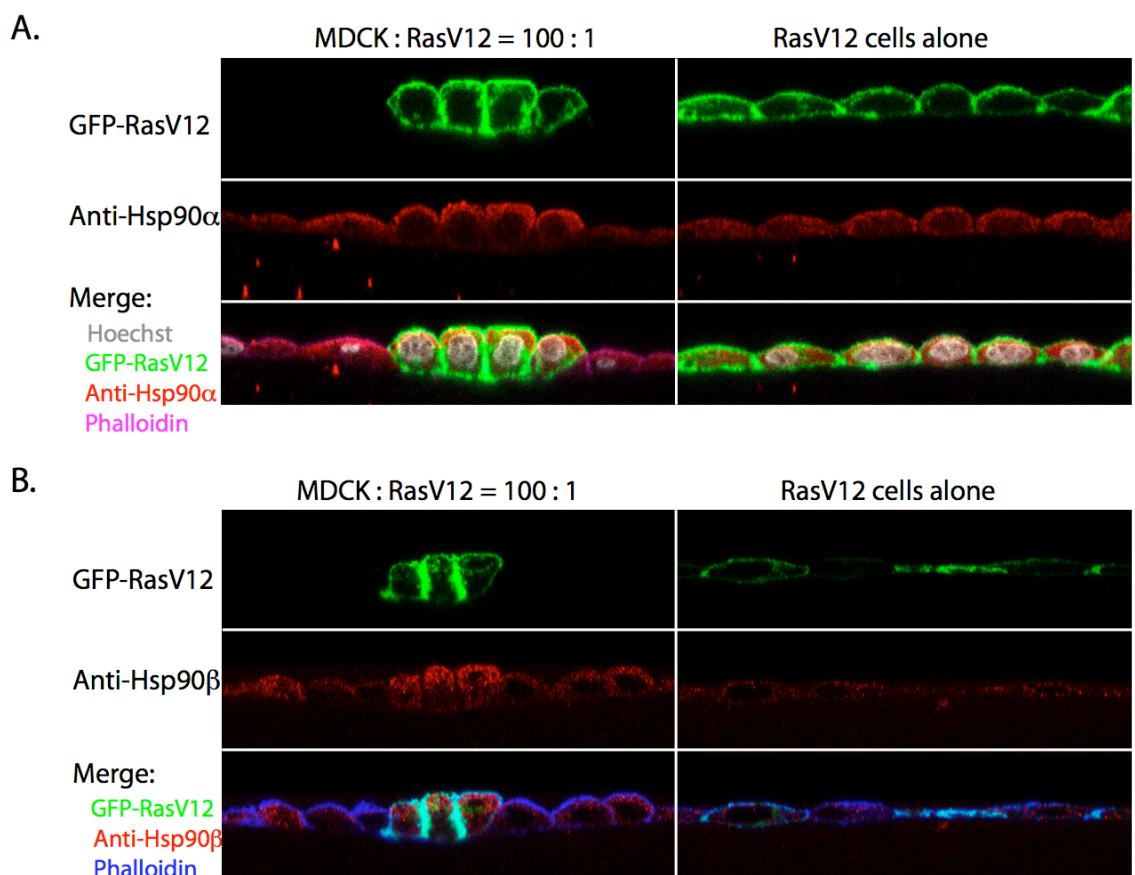 A.
MDCK : RasV12 = 100 : 1
RasV12 cells alone
GFP-RasV12
Anti-Hsp90α
Merge:
Hoechst
GFP-RasV12
Anti-Hsp90α
Phalloidin
B.
MDCK : RasV12 = 100 : 1
RasV12 cells alone
GFP-RasV12
Anti-Hsp90β
Merge:
GFP-RasV12
Anti-Hsp90β
Phalloidin